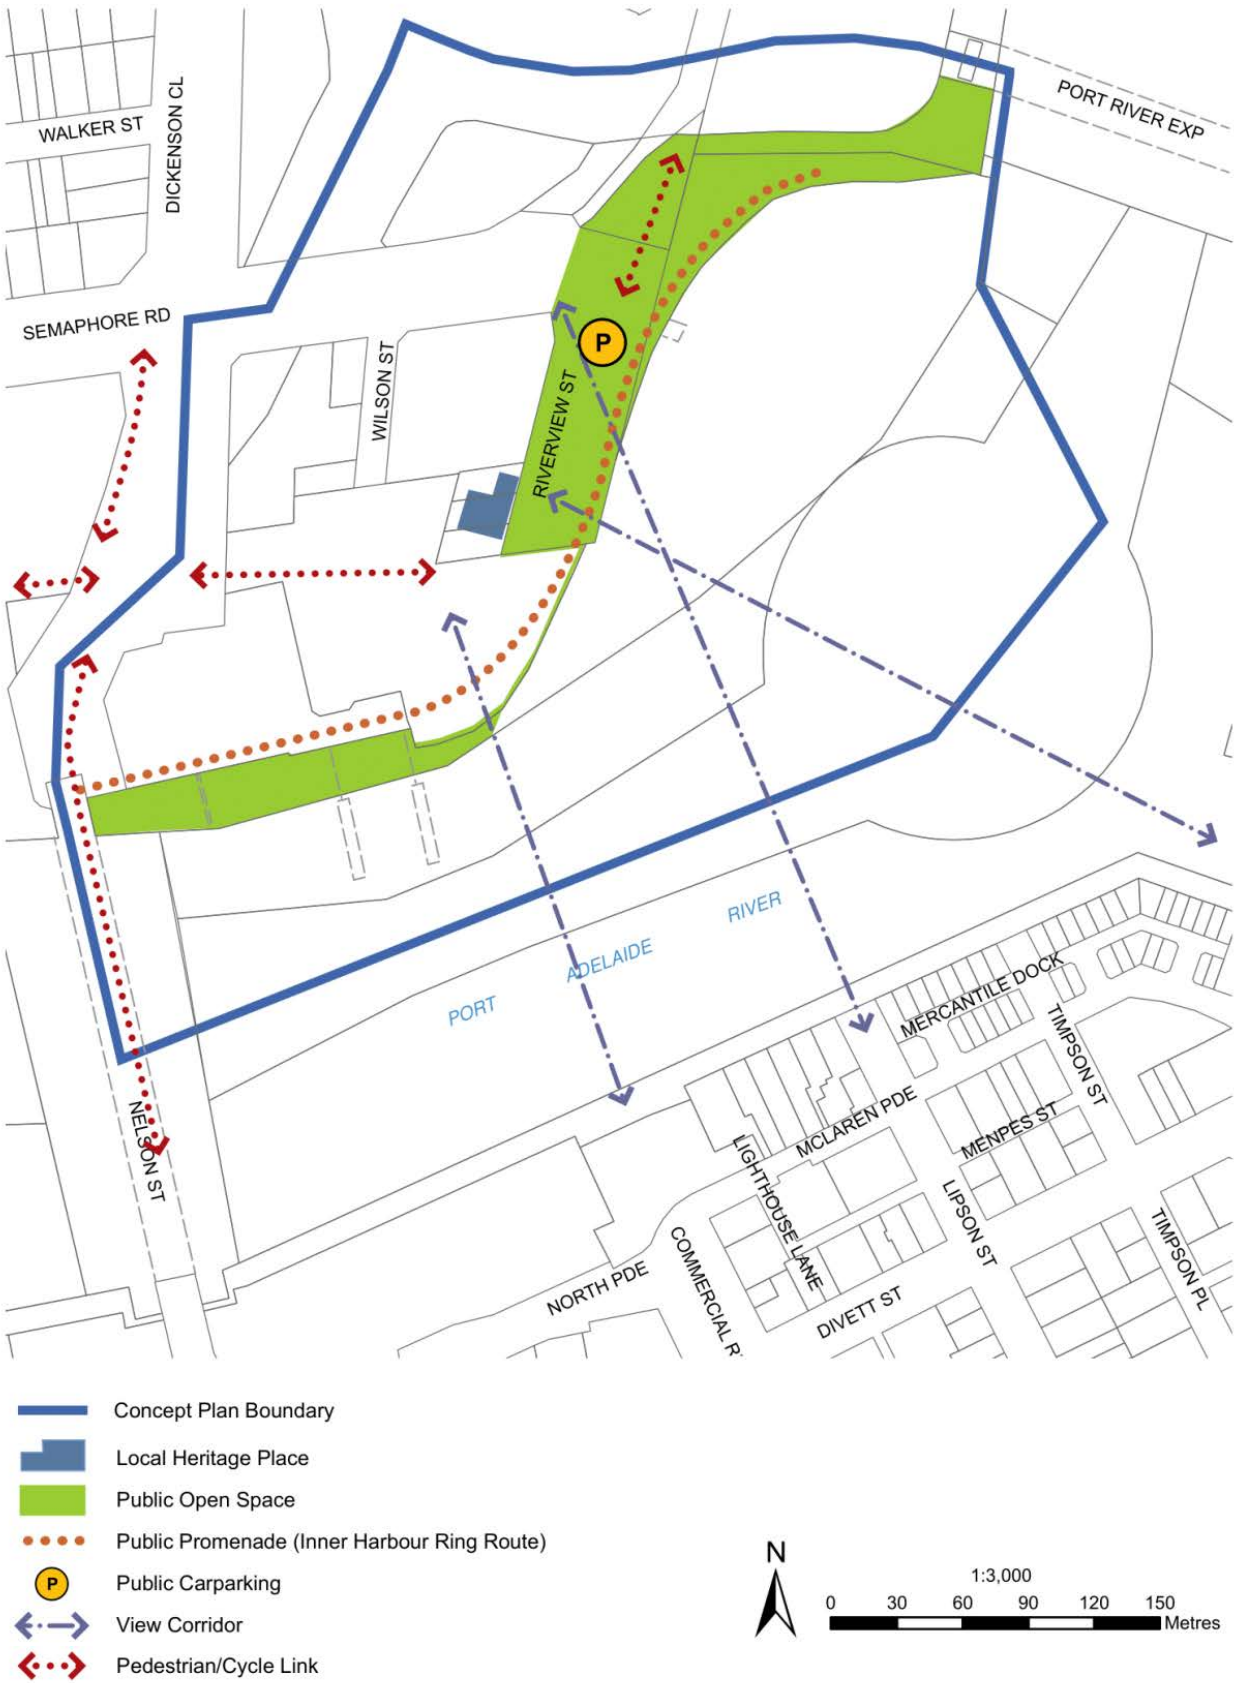 WALKER ST
DICKENSON CL
PORT RIVER EXP
SEMAPHORE RD
WILSON ST
P
RIVERVIEW ST
RIVER
ADELAIDE
PORT
MERCANTILE DOCK
TIMPSON ST
NELSON ST
MCLAREN PDE
MENPES ST
LIGHTHOUSE LANE
LIPSON ST
TIMPSON PL
COMMERCIAL R
NORTH PDE
DIVETT ST
Concept Plan Boundary
Local Heritage Place
Public Open Space
Public Promenade (Inner Harbour Ring Route)
P Public Carparking
View Corridor
Pedestrian/Cycle Link
N
1:3,000
0 30 60 90 120 150
Metres